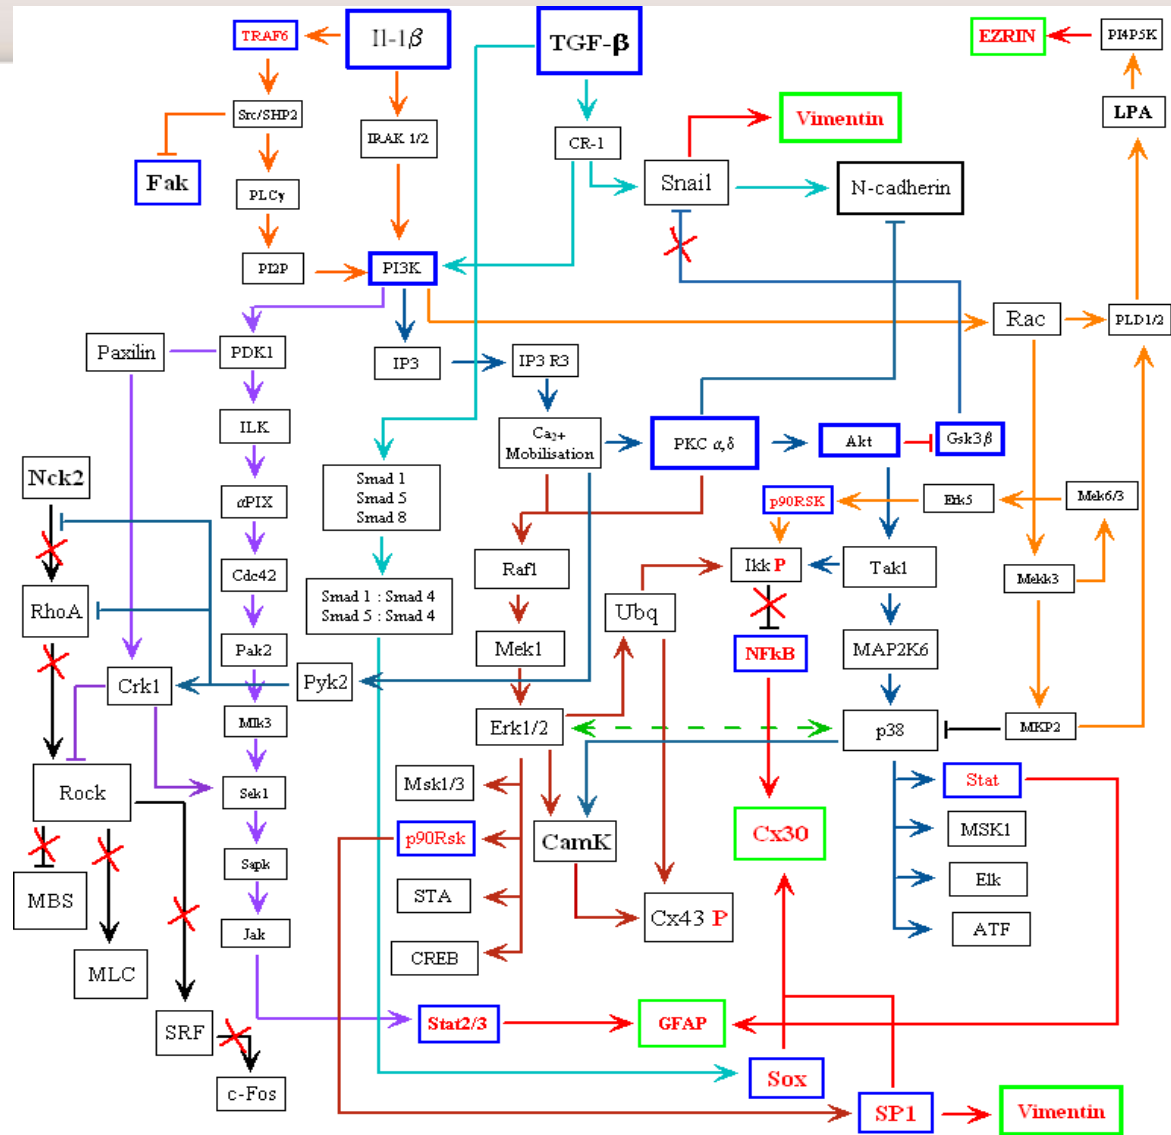 TRAF6
Il-1β
TGF-β
EZRIN
PI4P5K
Src/SHP2
IRAK 1/2
CR-1
Vimentin
LPA
Fak
PLCγ
Snail
N-cadherin
PI2P
PI3K
Rac
PLD1/2
Paxilin
PDK1
IP3
IP3 R3
ILK
Ca2+
Mobilisation
PKC α,δ
Akt
Gsk3β
Nck2
αPIX
Smad 1
Smad 5
Smad 8
p90RSK
Erk5
Mek6/3
Cdc42
Raf1
Ikk P
Tak1
Mekk3
RhoA
Smad 1 : Smad 4
Smad 5 : Smad 4
Ubq
Pak2
Mek1
NFkB
MAP2K6
Crk1
Pyk2
Mlk3
Erk1/2
p38
MKP2
Rock
Sek1
Msk1/3
Stat
p90Rsk
CamK
Cx30
MSK1
Sapk
MBS
STA
Cx43 P
Elk
Jak
ATF
MLC
CREB
SRF
Stat2/3
GFAP
c-Fos
Sox
SP1
Vimentin